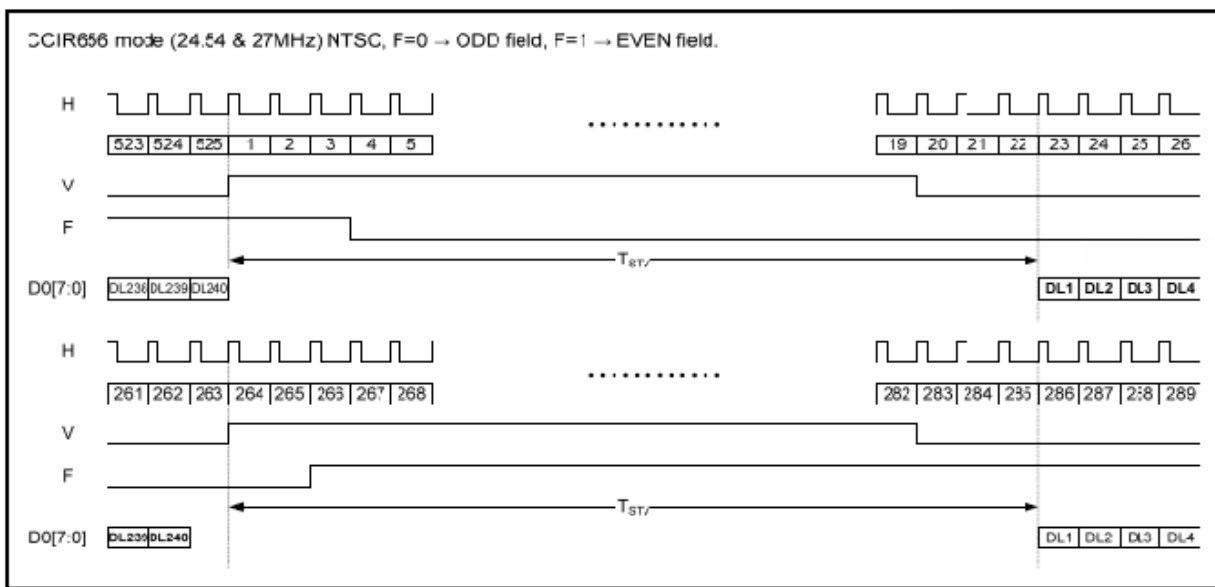 CCIR656 mode (24.54 & 27MHz) NTSC, F=0 → ODD field, F=1 → EVEN field.
H
523 524 525 1 2 3 4 5 19 20 21 22 23 24 25 26
V
F
TSTV
D0[7:0] DL238 DL239 DL240 DL1 DL2 DL3 DL4
H
261 262 263 264 265 266 267 268 282 283 284 285 286 287 288 289
V
F
TSTV
D0[7:0] DL239 DL240 DL1 DL2 DL3 DL4